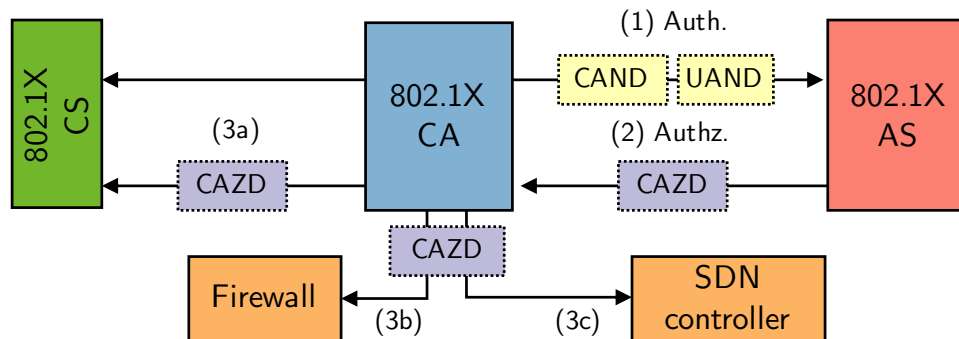 802.1X
CS
(1) Auth.
CAND
UAND
802.1X
CA
802.1X
AS
(3a)
CAZD
(2) Authz.
CAZD
CAZD
Firewall
(3b)
(3c)
SDN
controller